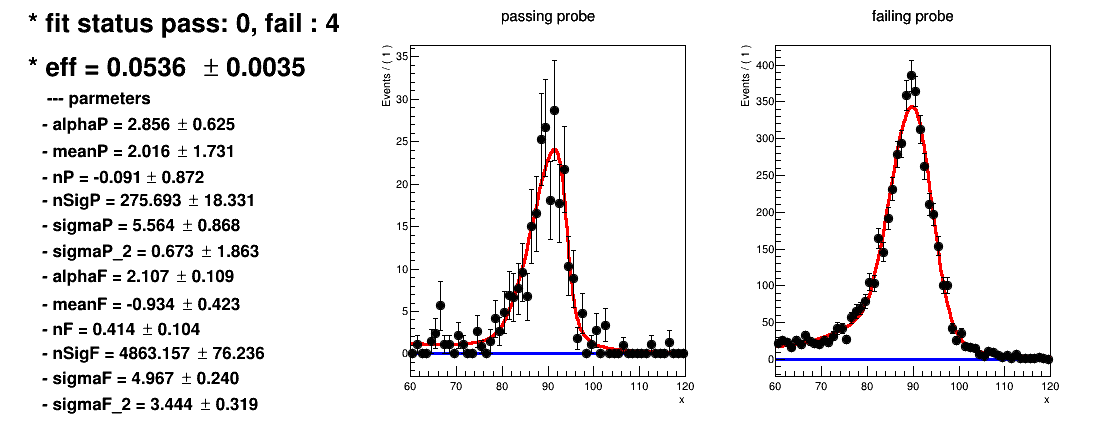 * fit status pass: 0, fail : 4
* eff = 0.0536 ± 0.0035
--- parmeters
- alphaP = 2.856 ± 0.625
- meanP = 2.016 ± 1.731
- nP = -0.091 ± 0.872
- nSigP = 275.693 ± 18.331
- sigmaP = 5.564 ± 0.868
- sigmaP_2 = 0.673 ± 1.863
- alphaF = 2.107 ± 0.109
- meanF = -0.934 ± 0.423
- nF = 0.414 ± 0.104
- nSigF = 4863.157 ± 76.236
- sigmaF = 4.967 ± 0.240
- sigmaF_2 = 3.444 ± 0.319
passing probe
Events / ( 1 )
35
30
25
20
15
10
5
0
60 70 80 90 100 110 120
x
failing probe
Events / ( 1 )
400
350
300
250
200
150
100
50
0
60 70 80 90 100 110 120
x